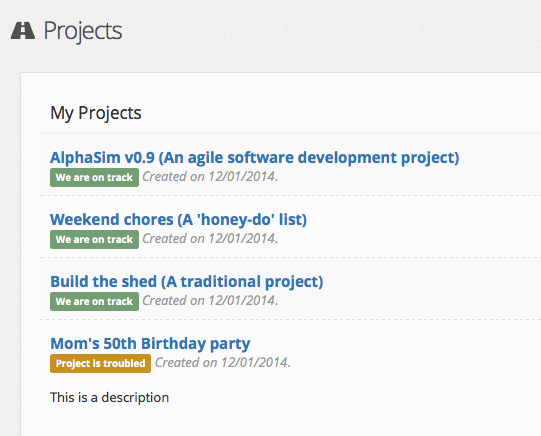 Projects
My Projects
AlphaSim v0.9 (An agile software development project)
We are on track Created on 12/01/2014.
Weekend chores (A 'honey-do' list)
We are on track Created on 12/01/2014.
Build the shed (A traditional project)
We are on track Created on 12/01/2014.
Mom's 50th Birthday party
Project is troubled Created on 12/01/2014.
This is a description